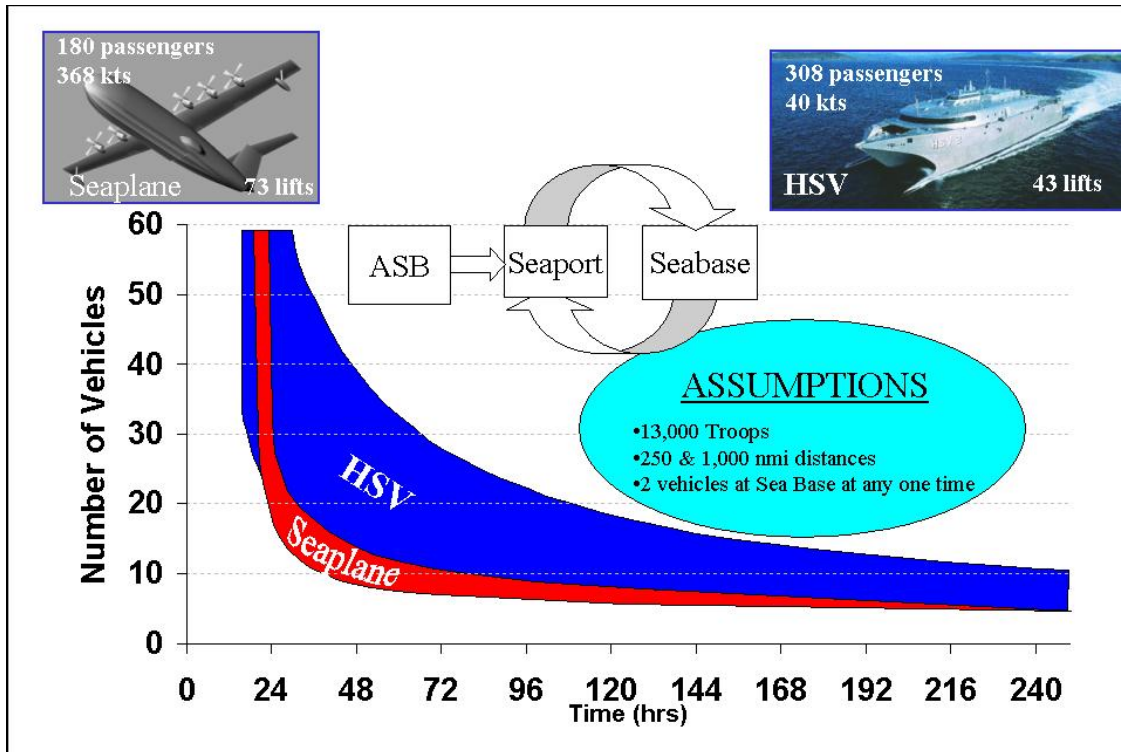 180 passengers
368 kts
Seaplane
73 lifts
308 passengers
40 kts
HSV
43 lifts
ASB
Seaport
Seabase
ASSUMPTIONS
•13,000 Troops
•250 & 1,000 nmi distances
•2 vehicles at Sea Base at any one time
HSV
Seaplane
Number of Vehicles
60
50
40
30
20
10
0
0 24 48 72 96 120 144 168 192 216 240
Time (hrs)